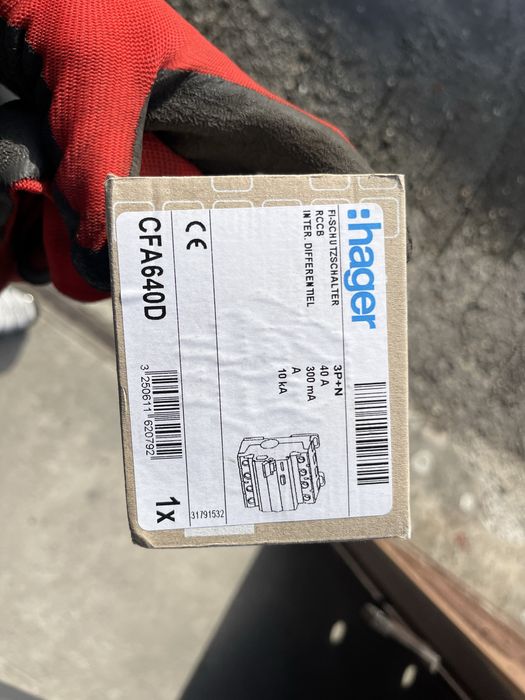 :hager
FI-SCHUTZSCHALTER
RCCB
INTER. DIFFERENTIEL
3P+N
40 A
300 mA
A
10 kA
CE
31791532
CFA640D
3 250611 620792
1x